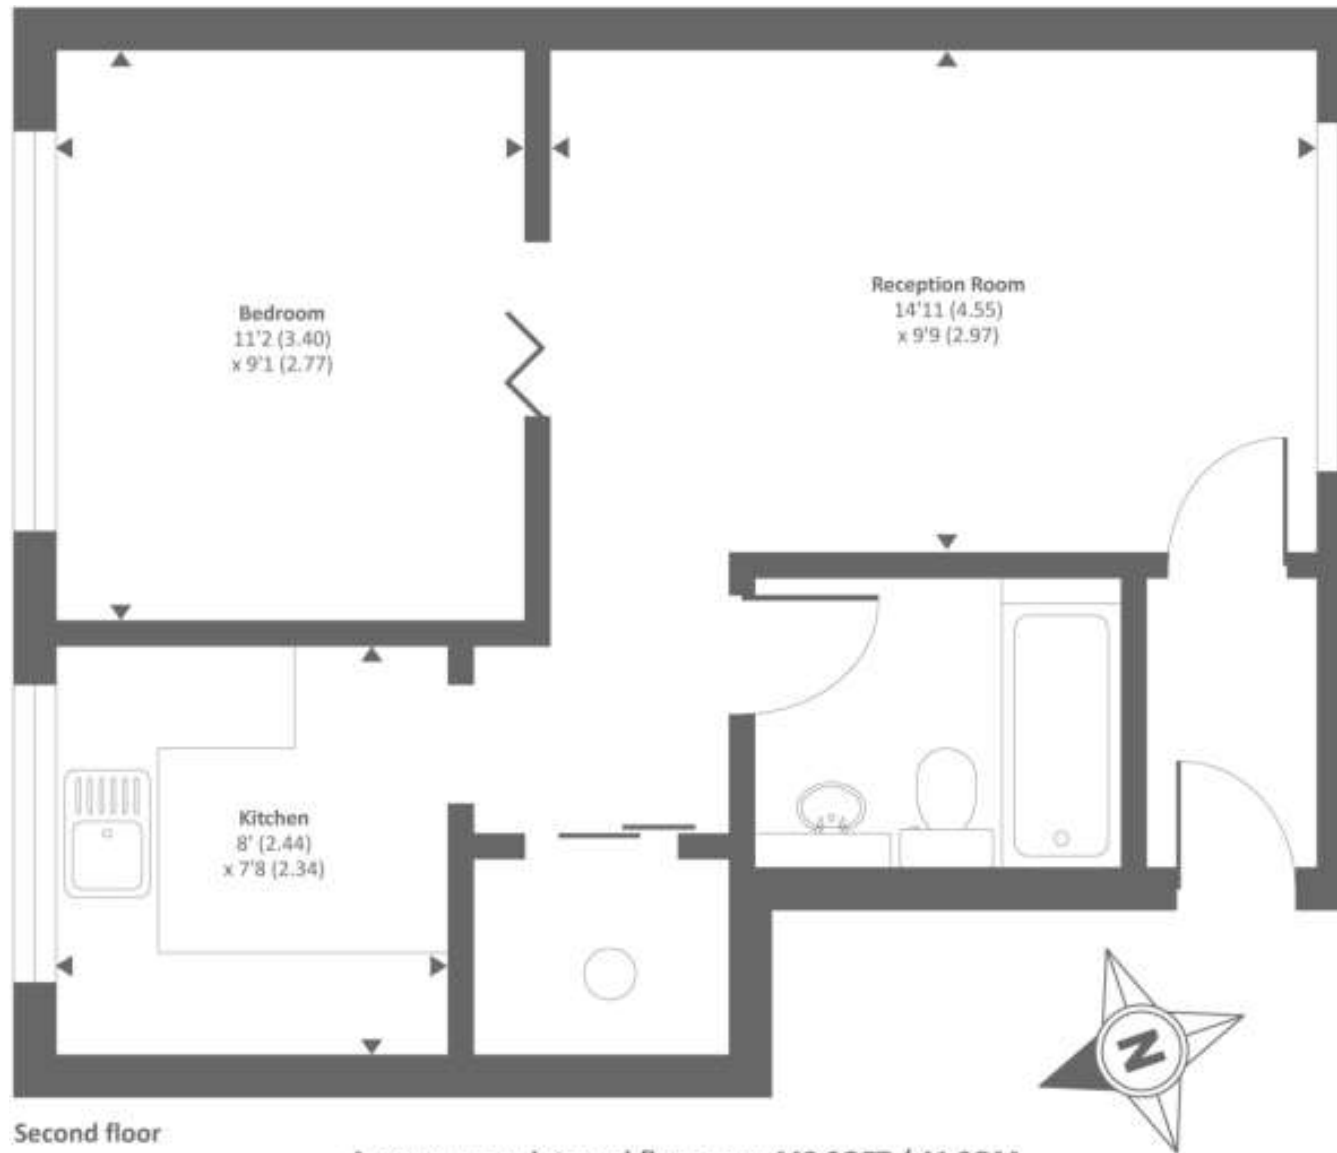 Bedroom
11'2 (3.40)
x 9'1 (2.77)
Reception Room
14'11 (4.55)
x 9'9 (2.97)
Kitchen
8' (2.44)
x 7'8 (2.34)
N
Second floor